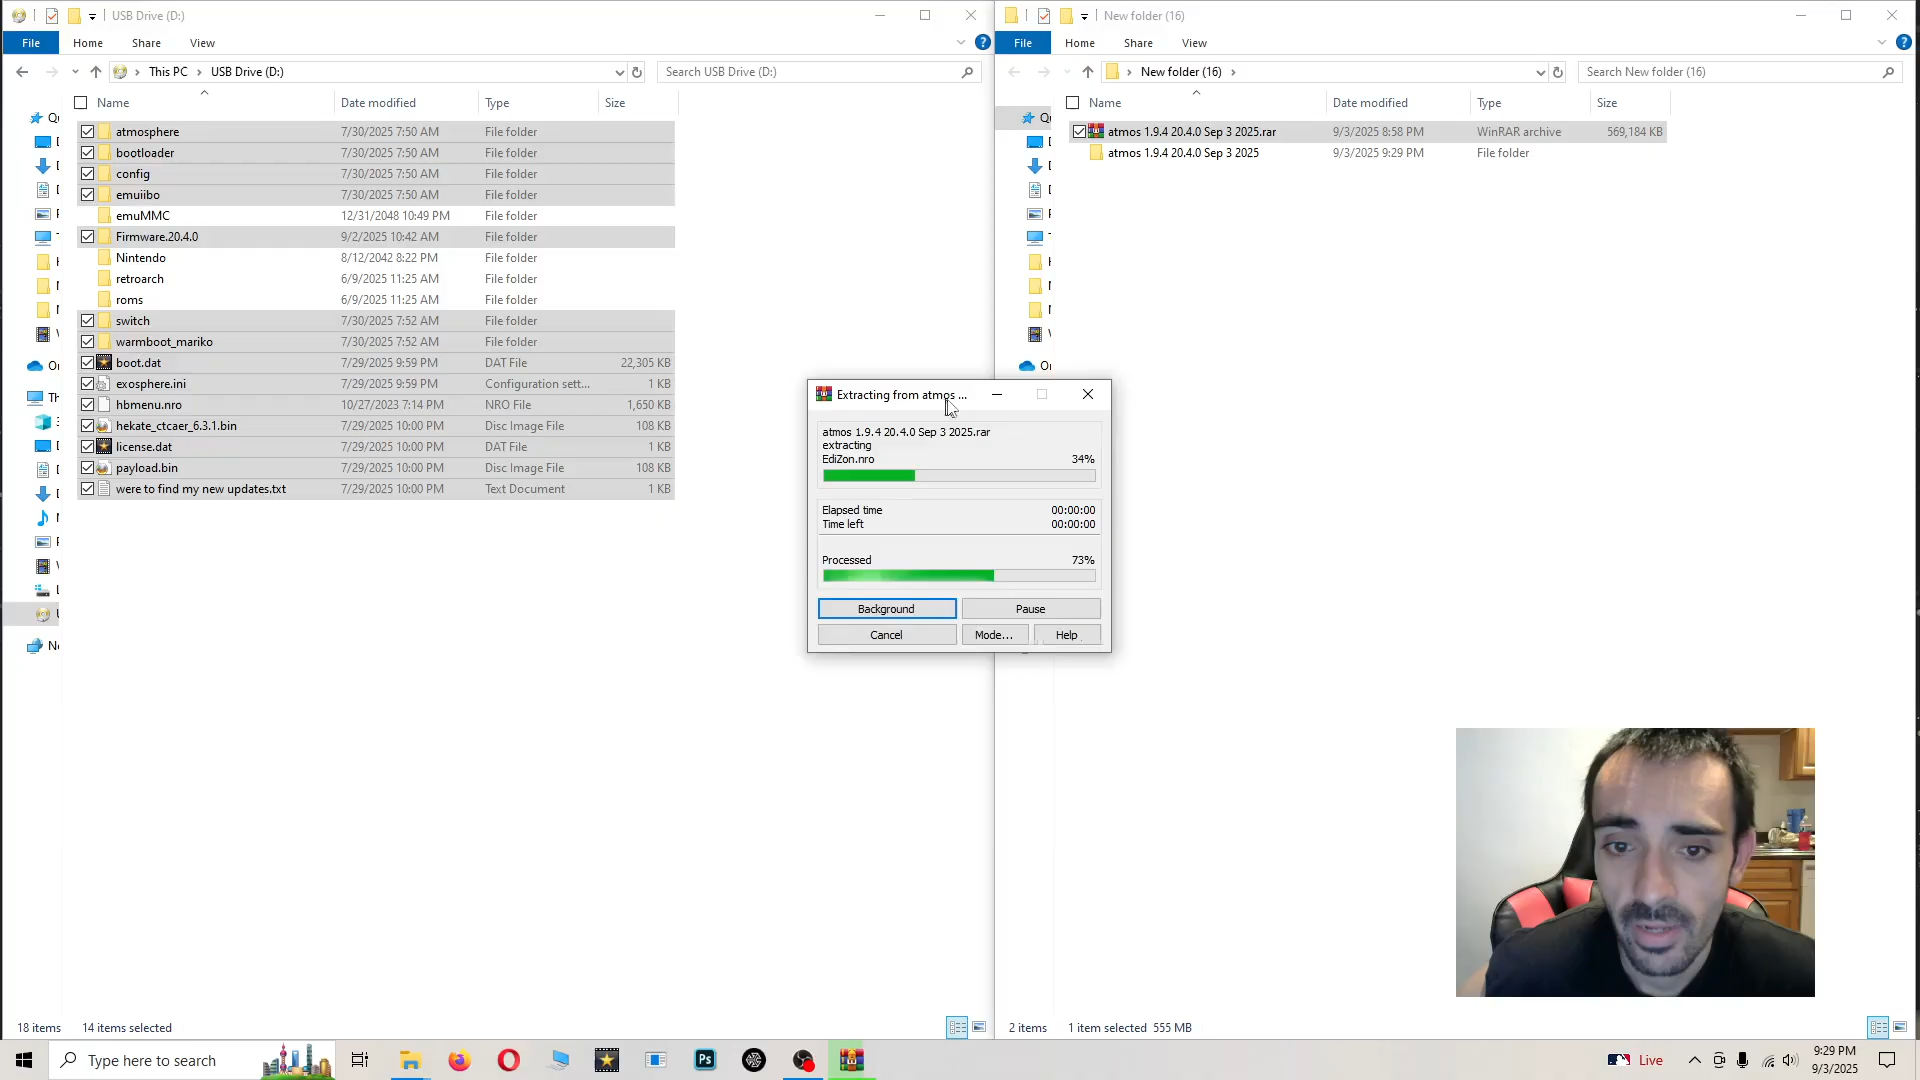 USB Drive (D:)
File Home Share View
This PC > USB Drive (D:)
Search USB Drive (D:)
Name Date modified Type Size
atmosphere 7/30/2025 7:50 AM File folder
bootloader 7/30/2025 7:50 AM File folder
config 7/30/2025 7:50 AM File folder
emuiibo 7/30/2025 7:50 AM File folder
emuMMC 12/31/2048 10:49 PM File folder
Firmware.20.4.0 9/2/2025 10:42 AM File folder
Nintendo 8/12/2042 8:22 PM File folder
retroarch 6/9/2025 11:25 AM File folder
roms 6/9/2025 11:25 AM File folder
switch 7/30/2025 7:52 AM File folder
warmboot_mariko 7/30/2025 7:52 AM File folder
boot.dat 7/29/2025 9:59 PM DAT File 22,305 KB
exosphere.ini 7/29/2025 9:59 PM Configuration sett... 1 KB
hbmenu.nro 10/27/2023 7:14 PM NRO File 1,650 KB
hekate_ctcaer_6.3.1.bin 7/29/2025 10:00 PM Disc Image File 108 KB
license.dat 7/29/2025 10:00 PM DAT File 1 KB
payload.bin 7/29/2025 10:00 PM Disc Image File 108 KB
were to find my new updates.txt 7/29/2025 10:00 PM Text Document 1 KB
18 items 14 items selected
New folder (16)
File Home Share View
New folder (16) >
Search New folder (16)
Name Date modified Type Size
atmos 1.9.4 20.4.0 Sep 3 2025.rar 9/3/2025 8:58 PM WinRAR archive 569,184 KB
atmos 1.9.4 20.4.0 Sep 3 2025 9/3/2025 9:29 PM File folder
2 items 1 item selected 555 MB
Extracting from atmos ...
atmos 1.9.4 20.4.0 Sep 3 2025.rar
extracting
EdiZon.nro 34%
Elapsed time 00:00:00
Time left 00:00:00
Processed 73%
Background Pause
Cancel Mode... Help
Type here to search
Ps
Live
9:29 PM
9/3/2025